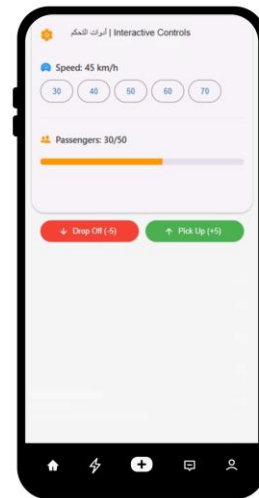 أدوات التحكم | Interactive Controls
Speed: 45 km/h
30 40 50 60 70
Passengers: 30/50
↓ Drop Off (-5) ↑ Pick Up (+5)